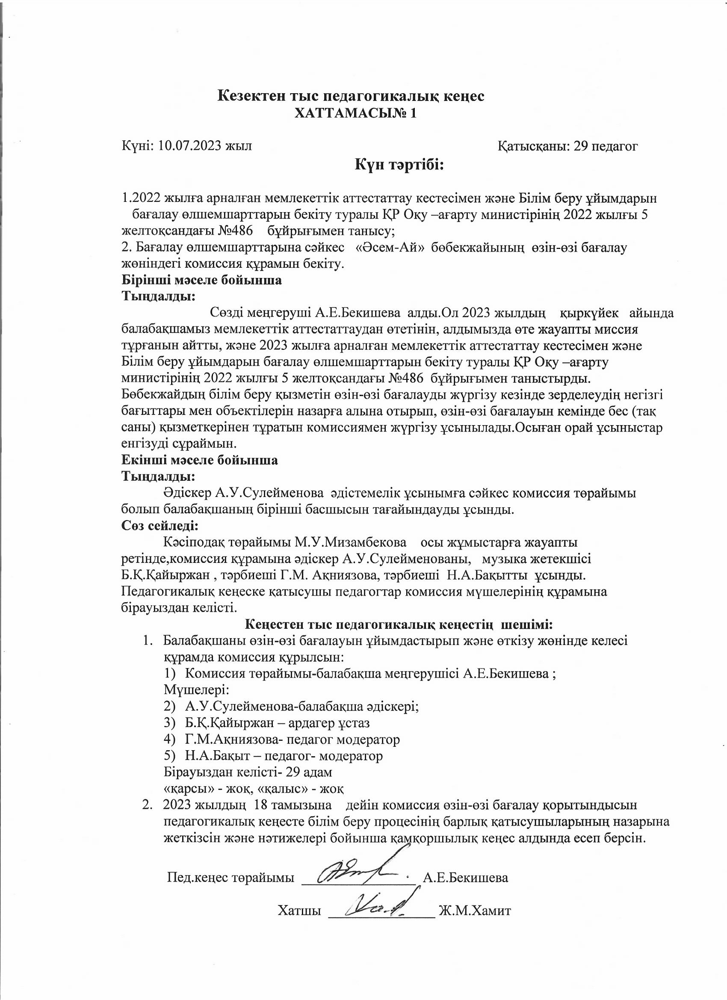 Кезектен тыс педагогикалық кеңес
ХАТТАМАСЫ№ 1
Күні: 10.07.2023 жыл Қатысқаны: 29 педагог
Күн тәртібі:
1.2022 жылға арналған мемлекеттік аттестаттау кестесімен және Білім беру ұйымдарын
бағалау өлшемшарттарын бекіту туралы ҚР Оқу –ағарту министірінің 2022 жылғы 5
желтоқсандағы №486 бұйрығымен танысу;
2. Бағалау өлшемшарттарына сәйкес «Әсем-Ай» бөбекжайының өзін-өзі бағалау
жөніндегі комиссия құрамын бекіту.
Бірінші мәселе бойынша
Тыңдалды:
Сөзді меңгеруші А.Е.Бекишева алды.Ол 2023 жылдың қыркүйек айында
балабақшамыз мемлекеттік аттестаттаудан өтетінін, алдымызда өте жауапты миссия
тұрғанын айтты, және 2023 жылға арналған мемлекеттік аттестаттау кестесімен және
Білім беру ұйымдарын бағалау өлшемшарттарын бекіту туралы ҚР Оқу –ағарту
министірінің 2022 жылғы 5 желтоқсандағы №486 бұйрығымен таныстырды.
Бөбекжайдың білім беру қызметін өзін-өзі бағалауды жүргізу кезінде зерделеудің негізгі
бағыттары мен объектілерін назарға алына отырып, өзін-өзі бағалауын кемінде бес (тақ
саны) қызметкерінен тұратын комиссиямен жүргізу ұсынылады.Осыған орай ұсыныстар
енгізуді сұраймын.
Екінші мәселе бойынша
Тыңдалды:
Әдіскер А.У.Сулейменова әдістемелік ұсынымға сәйкес комиссия төрайымы
болып балабақшаның бірінші басшысын тағайындауды ұсынды.
Сөз сейледі:
Кәсіподақ төрайымы М.У.Мизамбекова осы жұмыстарға жауапты
ретінде,комиссия құрамына әдіскер А.У.Сулейменованы, музыка жетекшісі
Б.Қ.Қайыржан , тәрбиеші Г.М. Ақниязова, тәрбиеші Н.А.Бақытты ұсынды.
Педагогикалық кеңеске қатысушы педагогтар комиссия мүшелерінің құрамына
бірауыздан келісті.
Кеңестен тыс педагогикалық кеңестің шешімі:
1. Балабақшаны өзін-өзі бағалауын ұйымдастырып және өткізу жөнінде келесі
құрамда комиссия құрылсын:
1) Комиссия төрайымы-балабақша меңгерушісі А.Е.Бекишева ;
Мүшелері:
2) А.У.Сулейменова-балабақша әдіскері;
3) Б.Қ.Қайыржан – ардагер ұстаз
4) Г.М.Ақниязова- педагог модератор
5) Н.А.Бақыт – педагог- модератор
Бірауыздан келісті- 29 адам
«қарсы» - жоқ, «қалыс» - жоқ
2. 2023 жылдың 18 тамызына дейін комиссия өзін-өзі бағалау қорытындысын
педагогикалық кеңесте білім беру процесінің барлық қатысушыларының назарына
жеткізсін және нәтижелері бойынша қамқоршылық кеңес алдында есеп берсін.
Пед.кеңес төрайымы А.Е.Бекишева
Хатшы Ж.М.Хамит